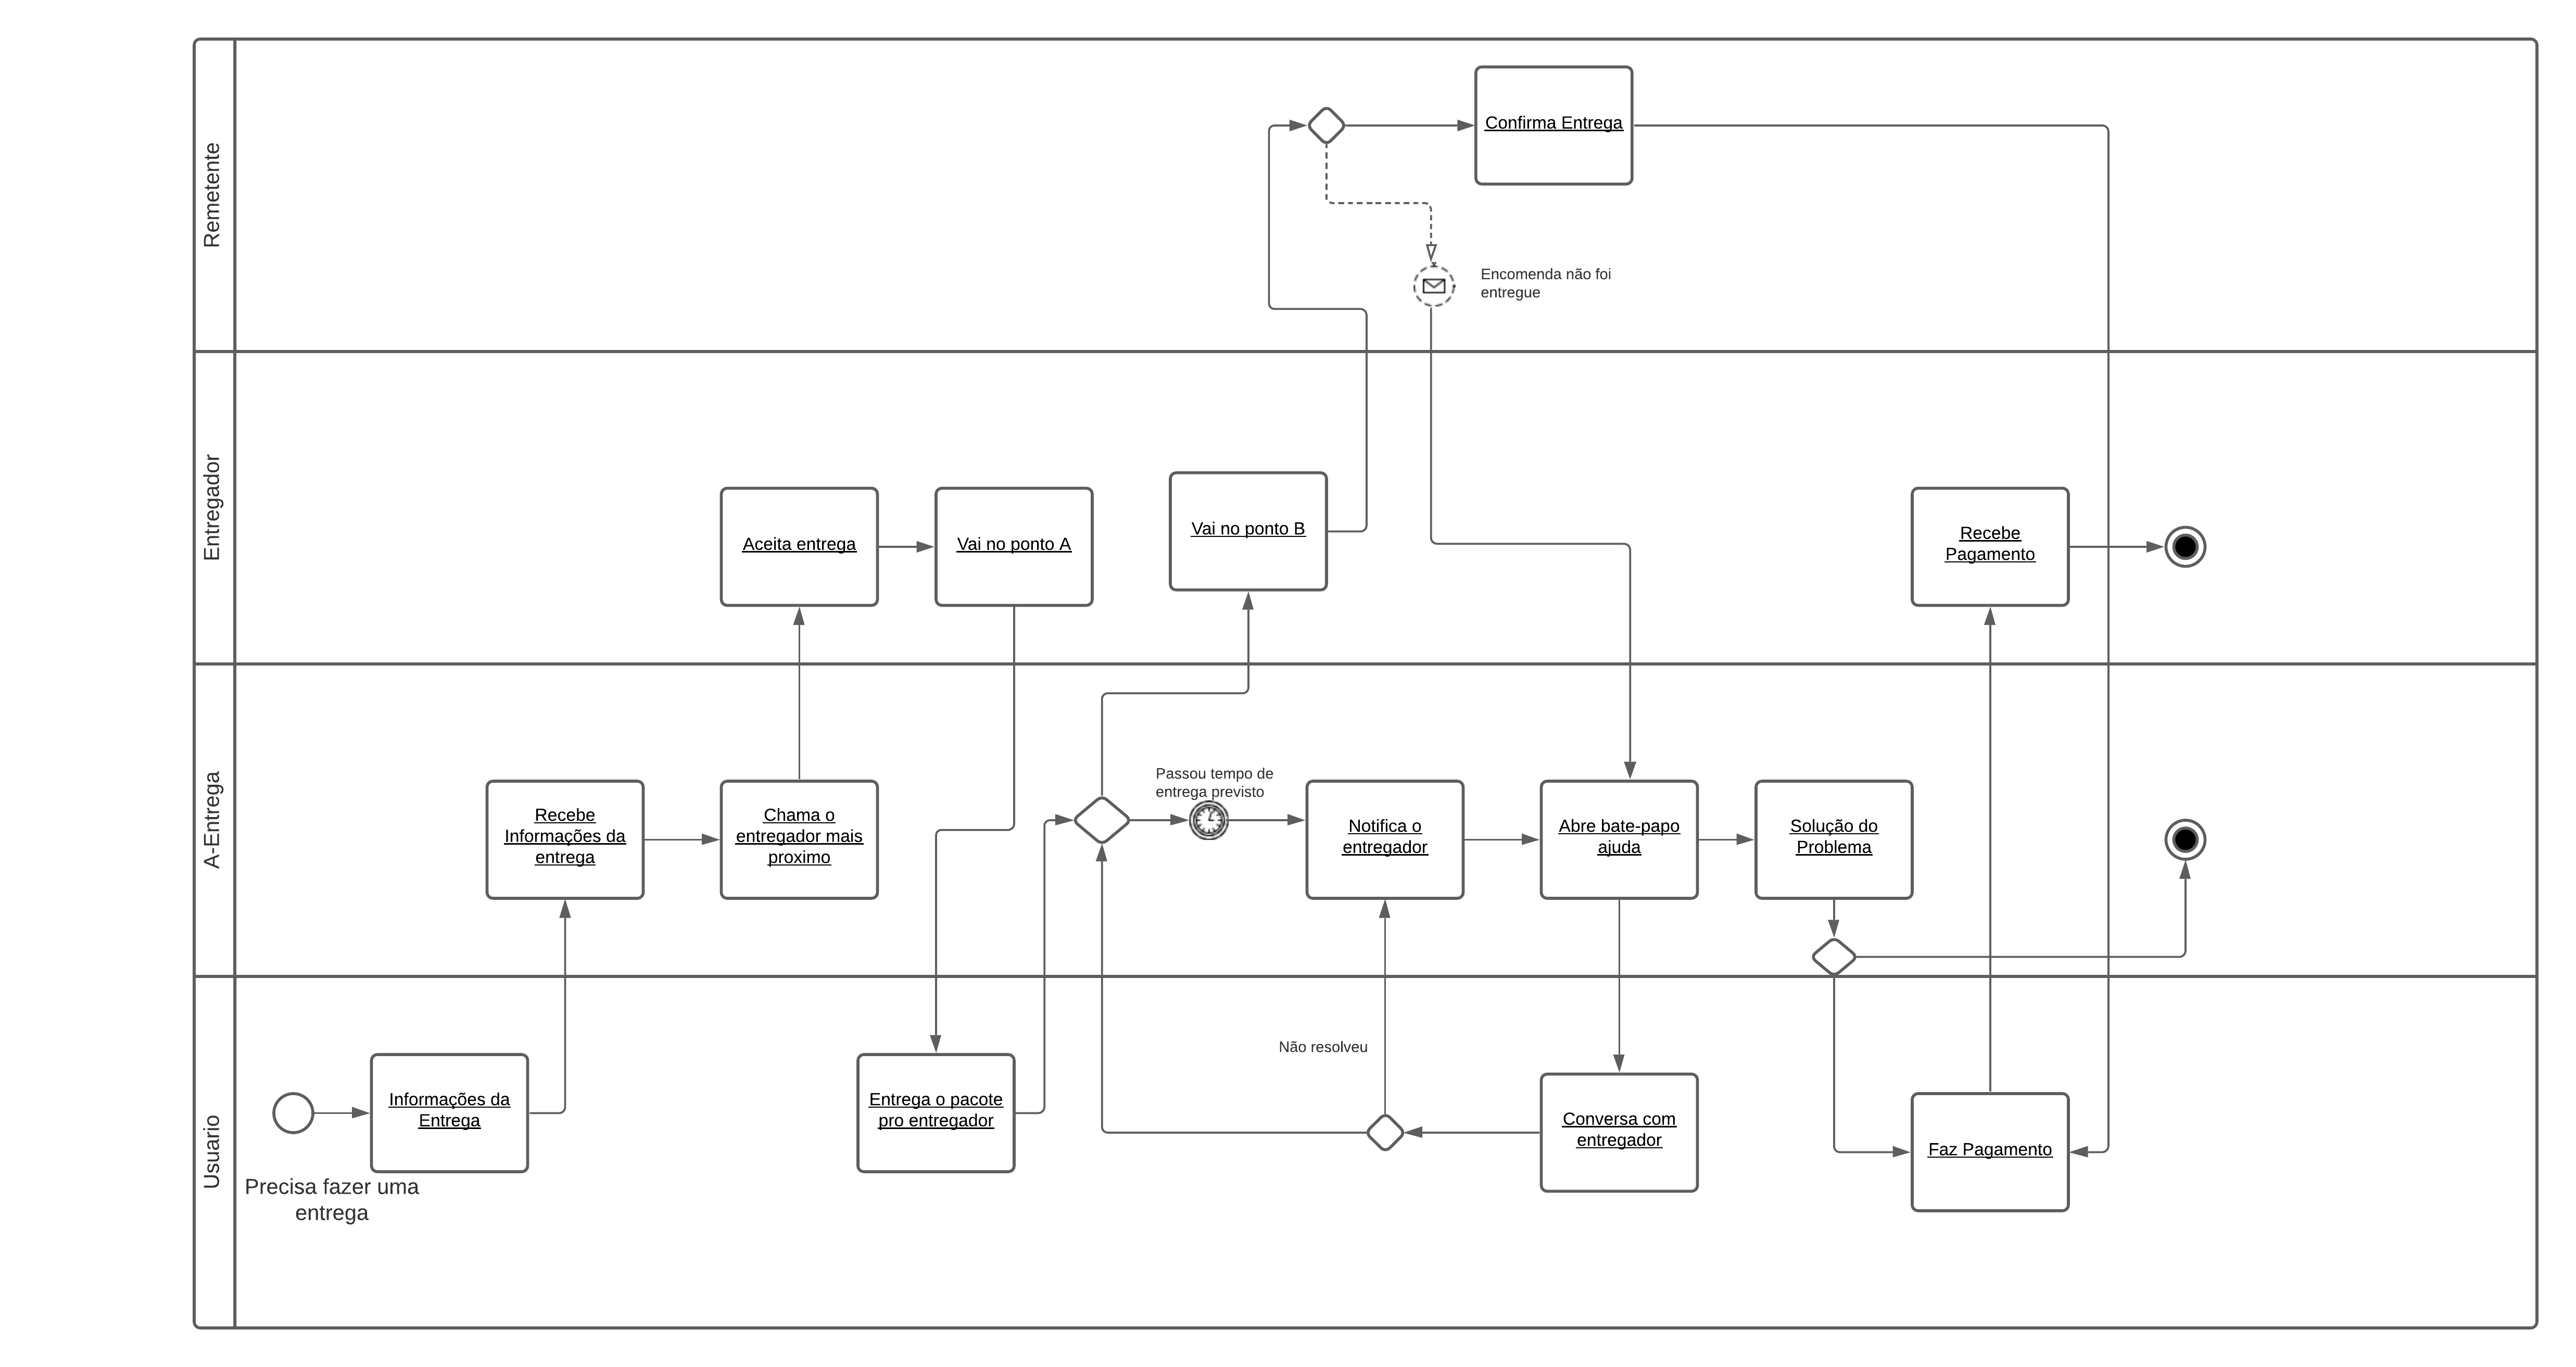 Remetente
Confirma Entrega
Encomenda não foi
entregue
Entregador
Aceita entrega
Vai no ponto A
Vai no ponto B
Recebe
Pagamento
A-Entrega
Recebe
Informações da
entrega
Chama o
entregador mais
proximo
Passou tempo de
entrega previsto
Notifica o
entregador
Abre bate-papo
ajuda
Solução do
Problema
Usuario
Precisa fazer uma
entrega
Informações da
Entrega
Entrega o pacote
pro entregador
Não resolveu
Conversa com
entregador
Faz Pagamento